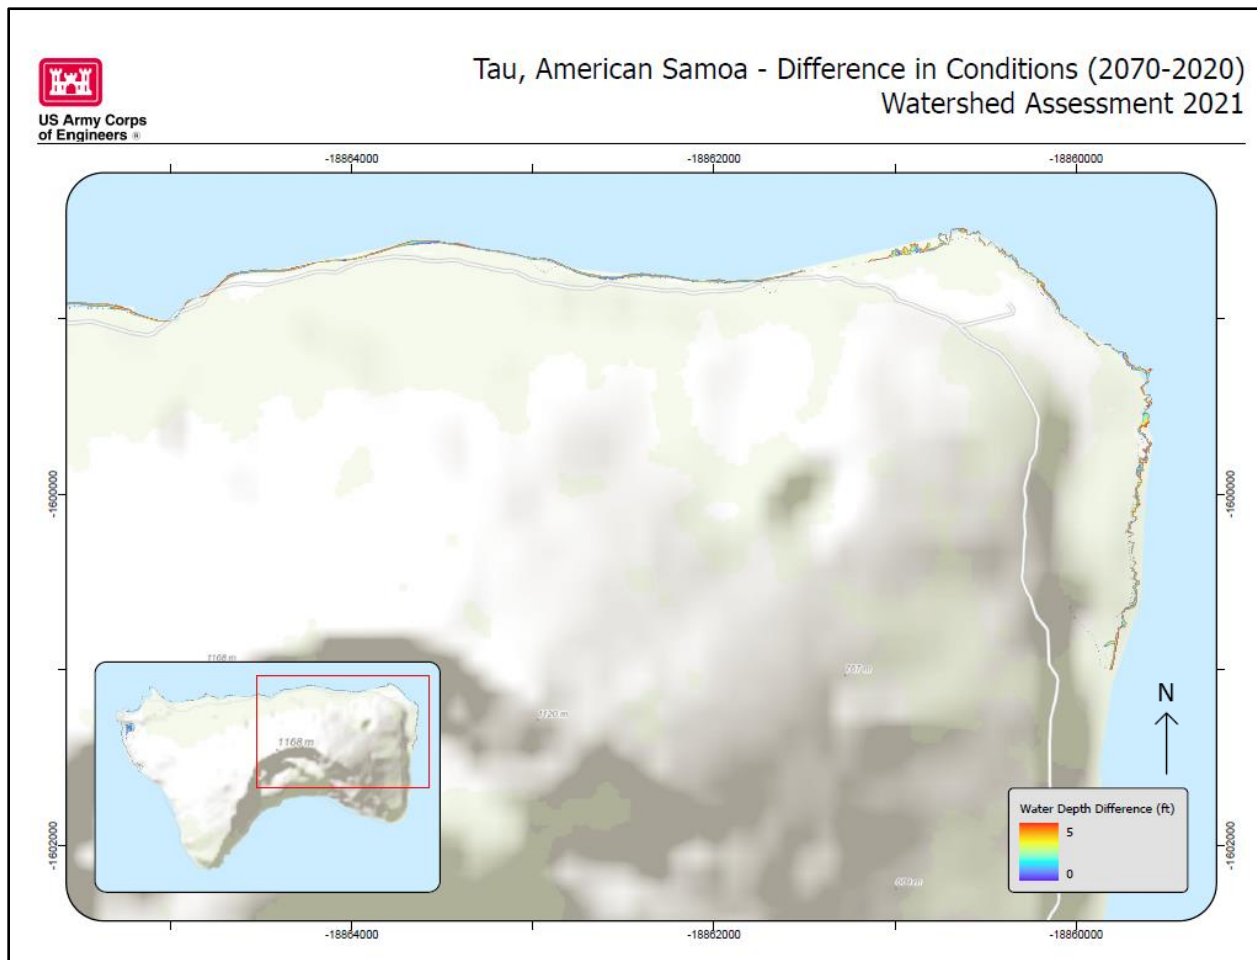 Tau, American Samoa - Difference in Conditions (2070-2020)
Watershed Assessment 2021
US Army Corps
of Engineers ®
-18864000
-18862000
-18860000
-1600000
-1600000
1168 m
767 m
1120 m
1168 m
N
Water Depth Difference (ft)
5
0
-1602000
-1602000
-18864000
-18862000
-18860000